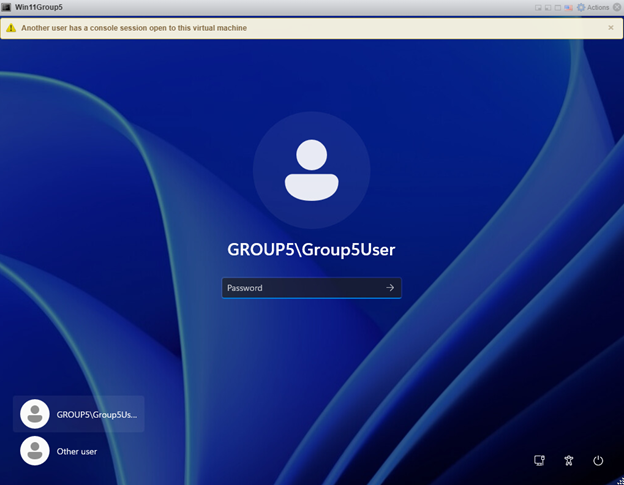 Win11Group5
Actions
Another user has a console session open to this virtual machine
GROUP5\Group5User
Password
GROUP5\Group5Us...
Other user